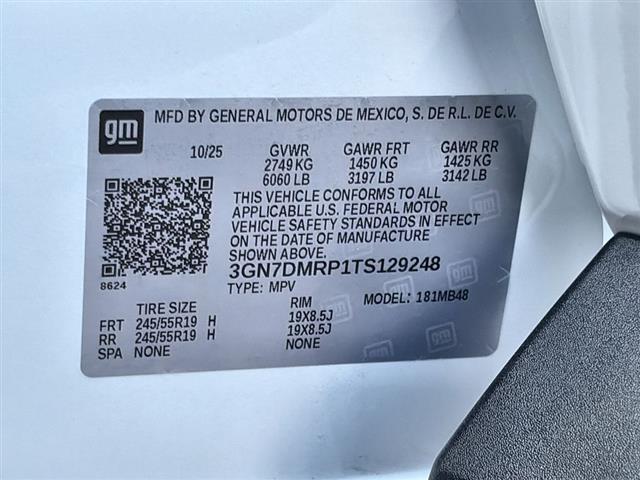 gm
MFD BY GENERAL MOTORS DE MEXICO, S. DE R.L. DE C.V.
10/25 GVWR GAWR FRT GAWR RR
2749 KG 1450 KG 1425 KG
6060 LB 3197 LB 3142 LB
THIS VEHICLE CONFORMS TO ALL
APPLICABLE U.S. FEDERAL MOTOR
VEHICLE SAFETY STANDARDS IN EFFECT
ON THE DATE OF MANUFACTURE
SHOWN ABOVE.
3GN7DMRP1TS129248
8624
TYPE: MPV MODEL: 181MB48
TIRE SIZE RIM
FRT 245/55R19 H 19X8.5J
RR 245/55R19 H 19X8.5J
SPA NONE NONE